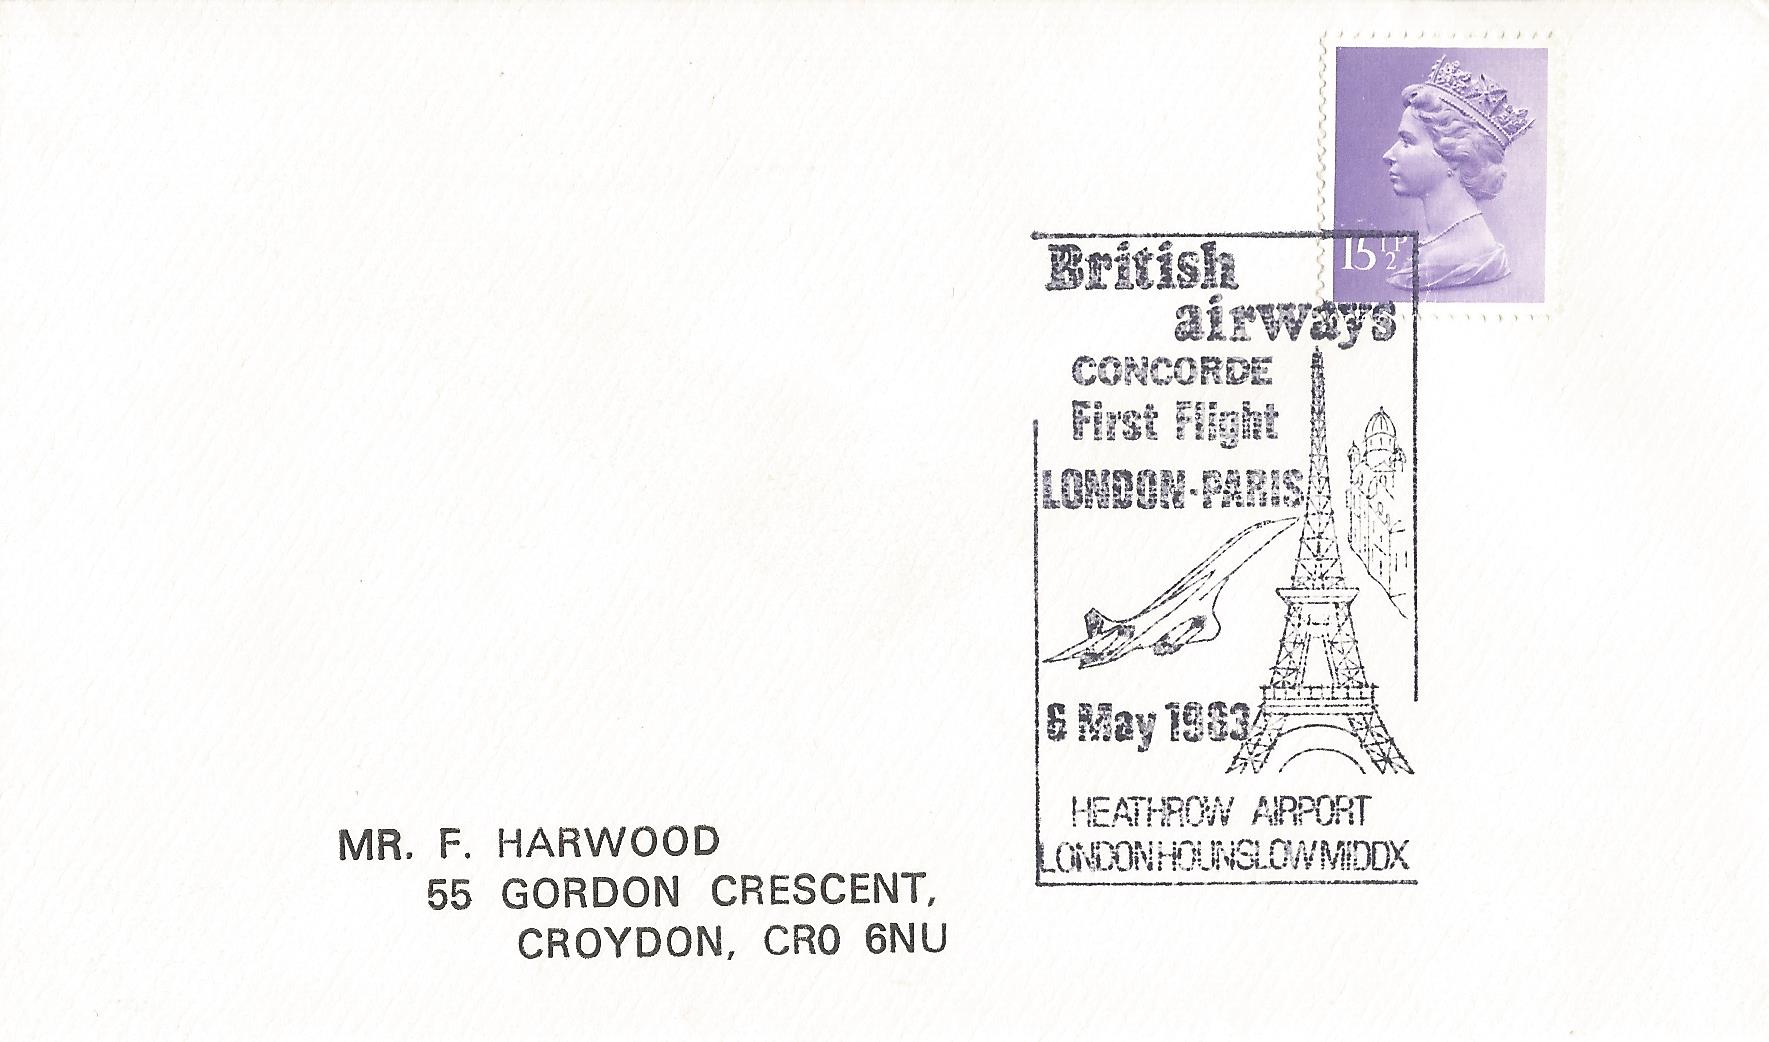 15½P
British
airways
CONCORDE
First Flight
LONDON-PARIS
6 May 1983
HEATHROW AIRPORT
LONDON HOUNSLOW MIDDX
MR. F. HARWOOD
55 GORDON CRESCENT,
CROYDON, CR0 6NU